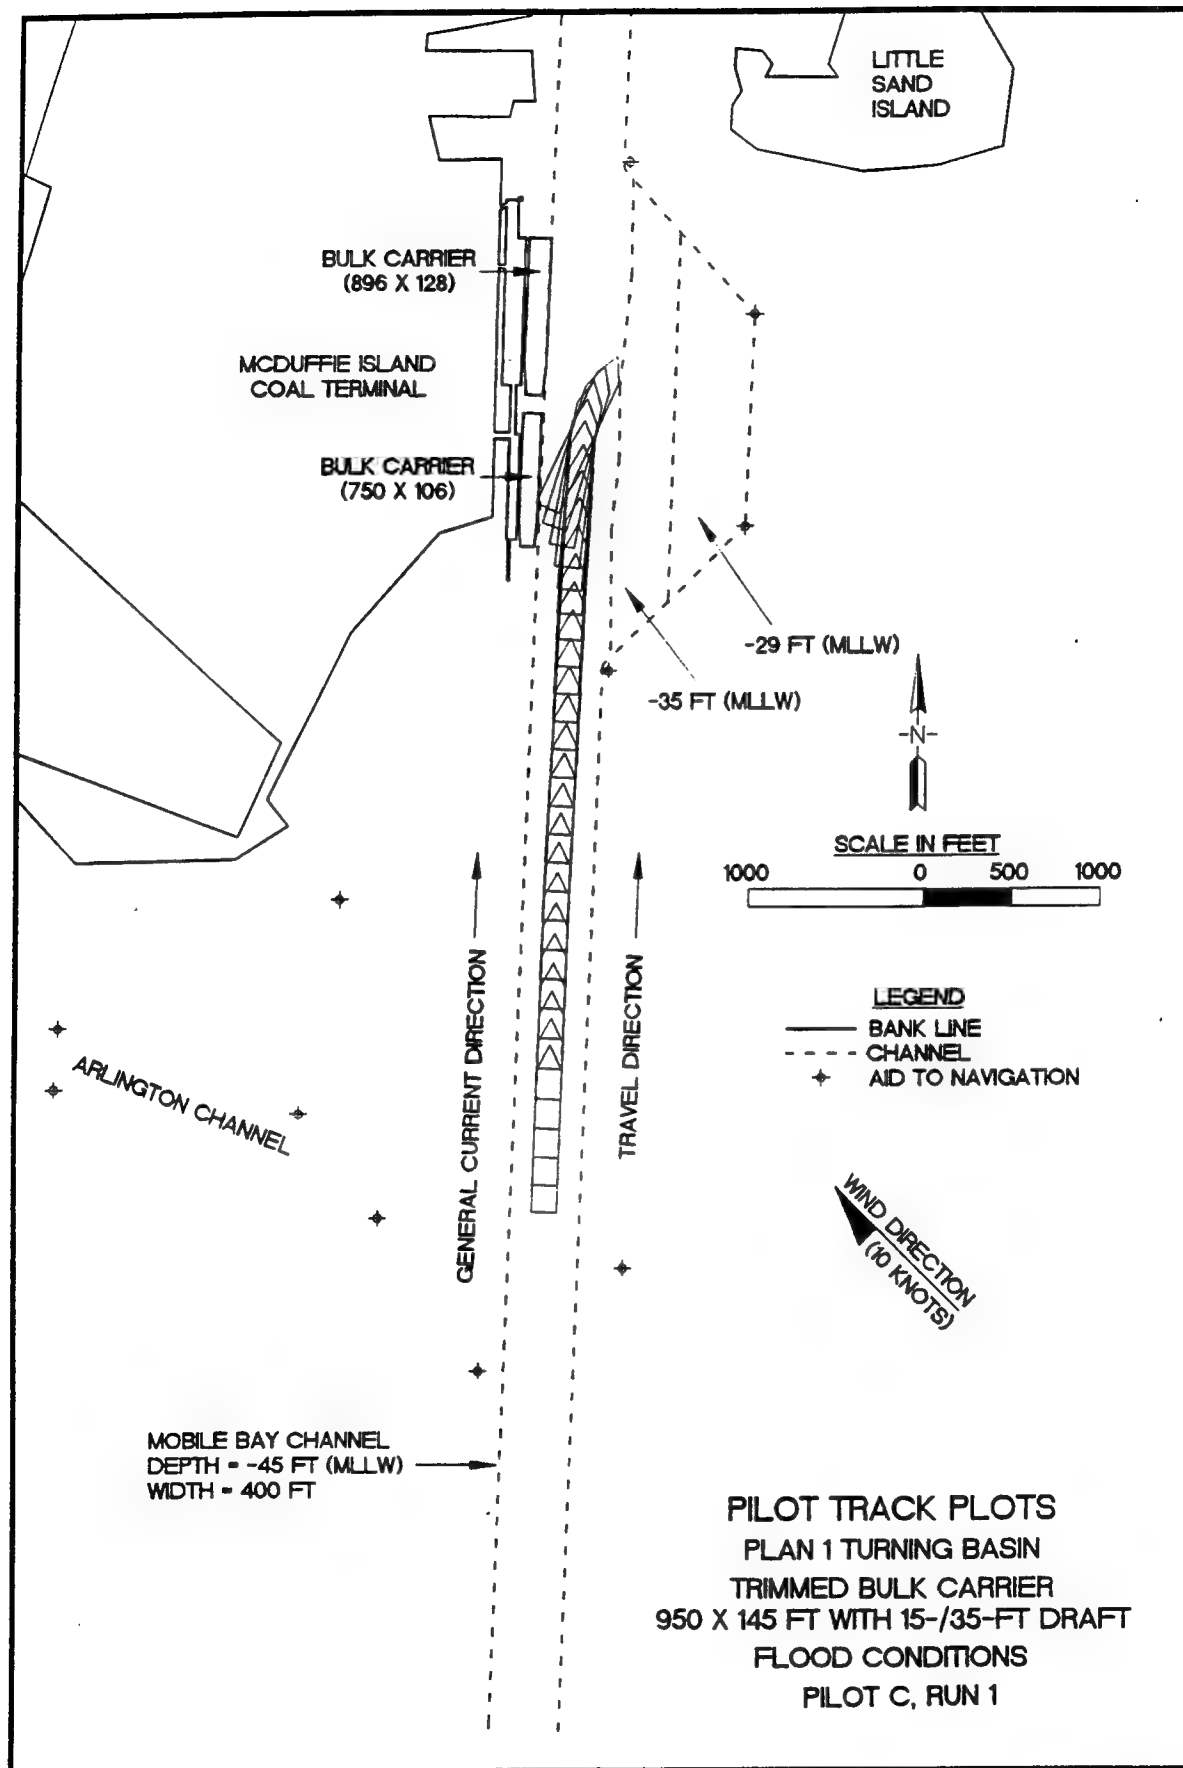 LITTLE
SAND
ISLAND
BULK CARRIER
(896 X 128)
MCDUFFIE ISLAND
COAL TERMINAL
BULK CARRIER
(750 X 106)
-29 FT (MLLW)
-35 FT (MLLW)
-N-
SCALE IN FEET
1000 0 500 1000
GENERAL CURRENT DIRECTION
TRAVEL DIRECTION
LEGEND
BANK LINE
CHANNEL
AID TO NAVIGATION
ARLINGTON CHANNEL
WIND DIRECTION
(10 KNOTS)
MOBILE BAY CHANNEL
DEPTH = -45 FT (MLLW)
WIDTH = 400 FT
PILOT TRACK PLOTS
PLAN 1 TURNING BASIN
TRIMMED BULK CARRIER
950 X 145 FT WITH 15-/35-FT DRAFT
FLOOD CONDITIONS
PILOT C, RUN 1